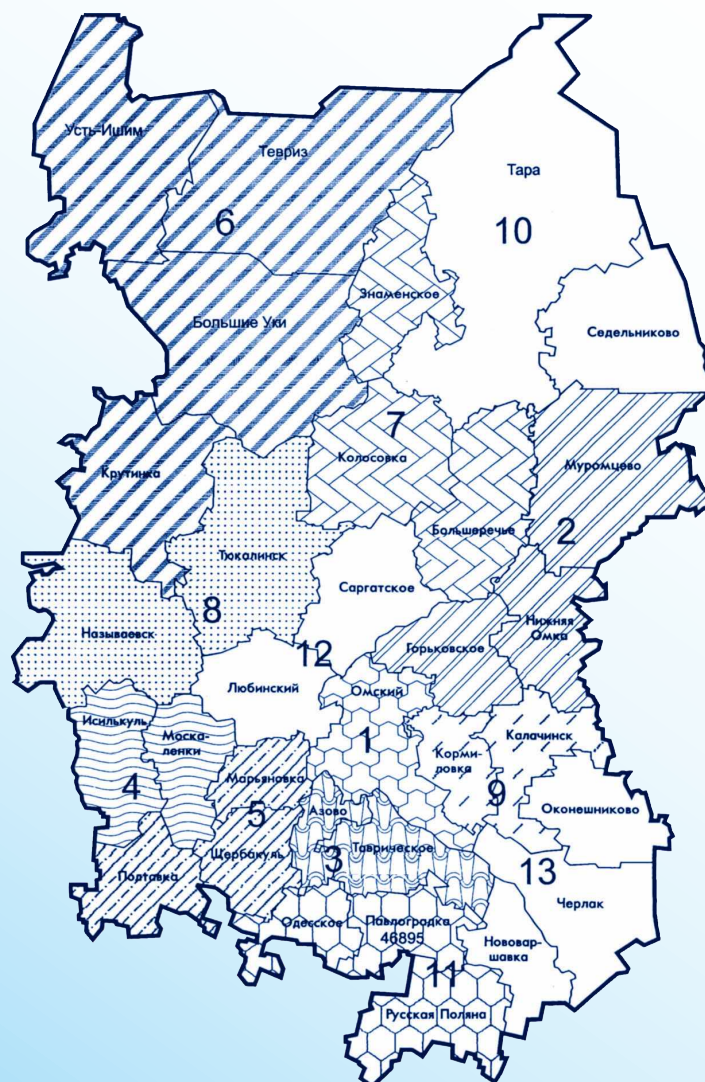 Усть-Ишим
Тевриз
Тара
6
10
Знаменское
Большие Уки
Седельниково
7
Крутинка
Колосовка
Муромцево
Большеречье
2
Тюкалинск
Саргатское
8
Называевск
Горьковское
Нижняя
Омка
12
Любинский
Омский
Исилькуль
Моска-
ленки
1
Калачинск
Корми-
ловка
Марьяновка
4
9
Азово
Оконешниково
5
Щербакуль
3
Таврическое
Полтавка
13
Черлак
Одесское
Павлоградка
46895
Нововар-
шавка
11
Русская Поляна